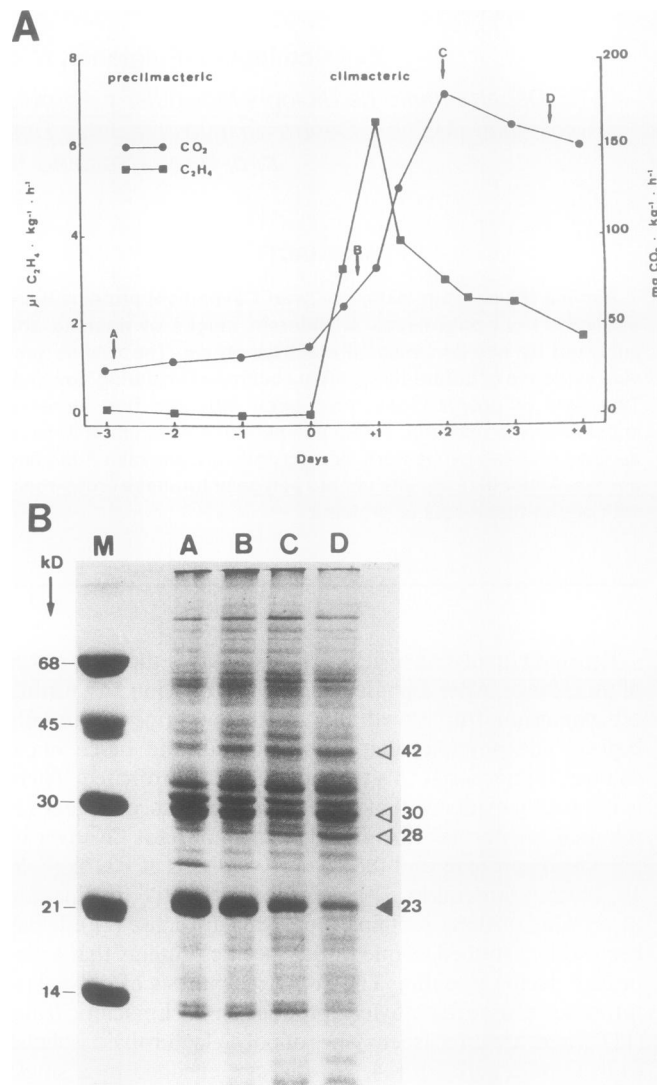 A
preclimacteric
climacteric
CO₂
C₂H₄
µl C₂H₄ · kg⁻¹ · h⁻¹
mg CO₂ · kg⁻¹ · h⁻¹
8
6
4
2
0
200
150
100
50
0
A
B
C
D
-3 -2 -1 0 +1 +2 +3 +4
Days
B
kD M A B C D
68
45
42
30
30
28
21
23
14